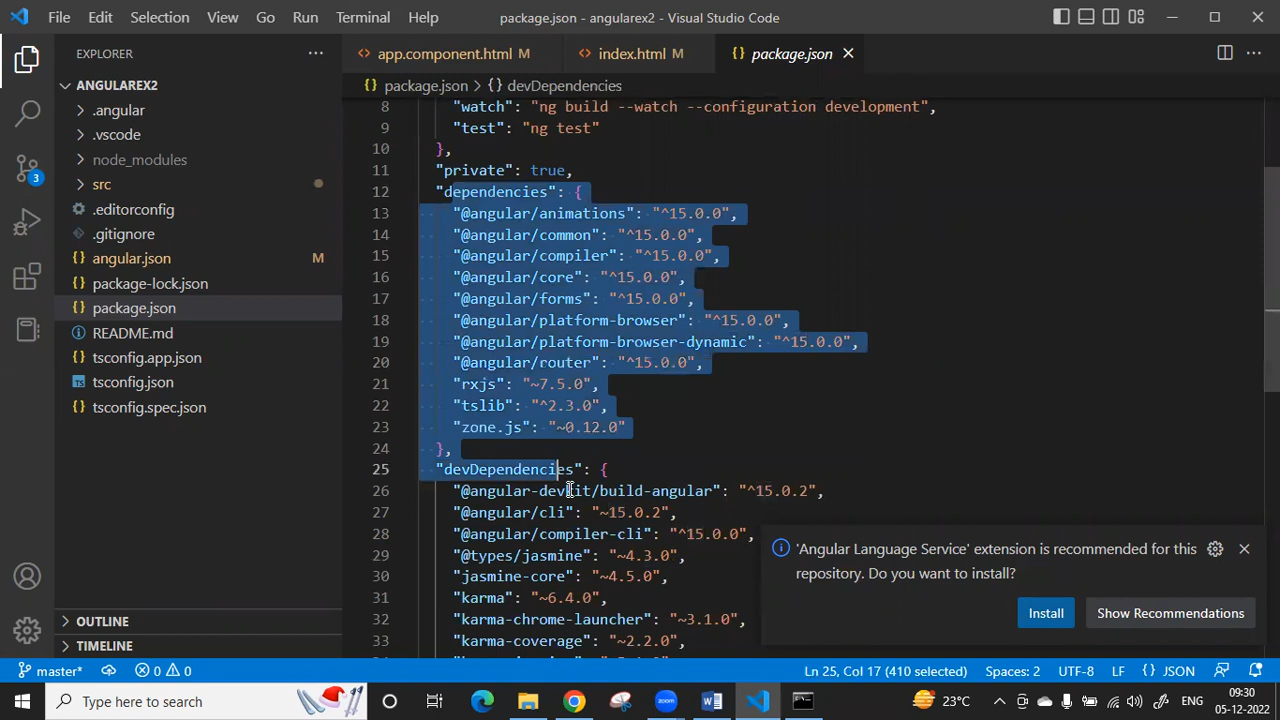 File Edit Selection View Go Run Terminal Help package.json - angularex2 - Visual Studio Code
EXPLORER
ANGULAREX2
.angular
.vscode
node_modules
src
.editorconfig
.gitignore
angular.json M
package-lock.json
package.json
README.md
tsconfig.app.json
tsconfig.json
tsconfig.spec.json
OUTLINE
TIMELINE
3
app.component.html M index.html M package.json
package.json > {} devDependencies
8 "watch": "ng build --watch --configuration development",
9 "test": "ng test"
10 },
11 "private": true,
12 "dependencies": {
13 "@angular/animations": "^15.0.0",
14 "@angular/common": "^15.0.0",
15 "@angular/compiler": "^15.0.0",
16 "@angular/core": "^15.0.0",
17 "@angular/forms": "^15.0.0",
18 "@angular/platform-browser": "^15.0.0",
19 "@angular/platform-browser-dynamic": "^15.0.0",
20 "@angular/router": "^15.0.0",
21 "rxjs": "~7.5.0",
22 "tslib": "^2.3.0",
23 "zone.js": "~0.12.0"
24 },
25 "devDependencies": {
26 "@angular-devkit/build-angular": "^15.0.2",
27 "@angular/cli": "~15.0.2",
28 "@angular/compiler-cli": "^15.0.0",
29 "@types/jasmine": "~4.3.0",
30 "jasmine-core": "~4.5.0",
31 "karma": "~6.4.0",
32 "karma-chrome-launcher": "~3.1.0",
33 "karma-coverage": "~2.2.0",
'Angular Language Service' extension is recommended for this
repository. Do you want to install?
Install Show Recommendations
master* 0 0 Ln 25, Col 17 (410 selected) Spaces: 2 UTF-8 LF {} JSON
Type here to search
zoom
23°C
ENG
09:30
05-12-2022